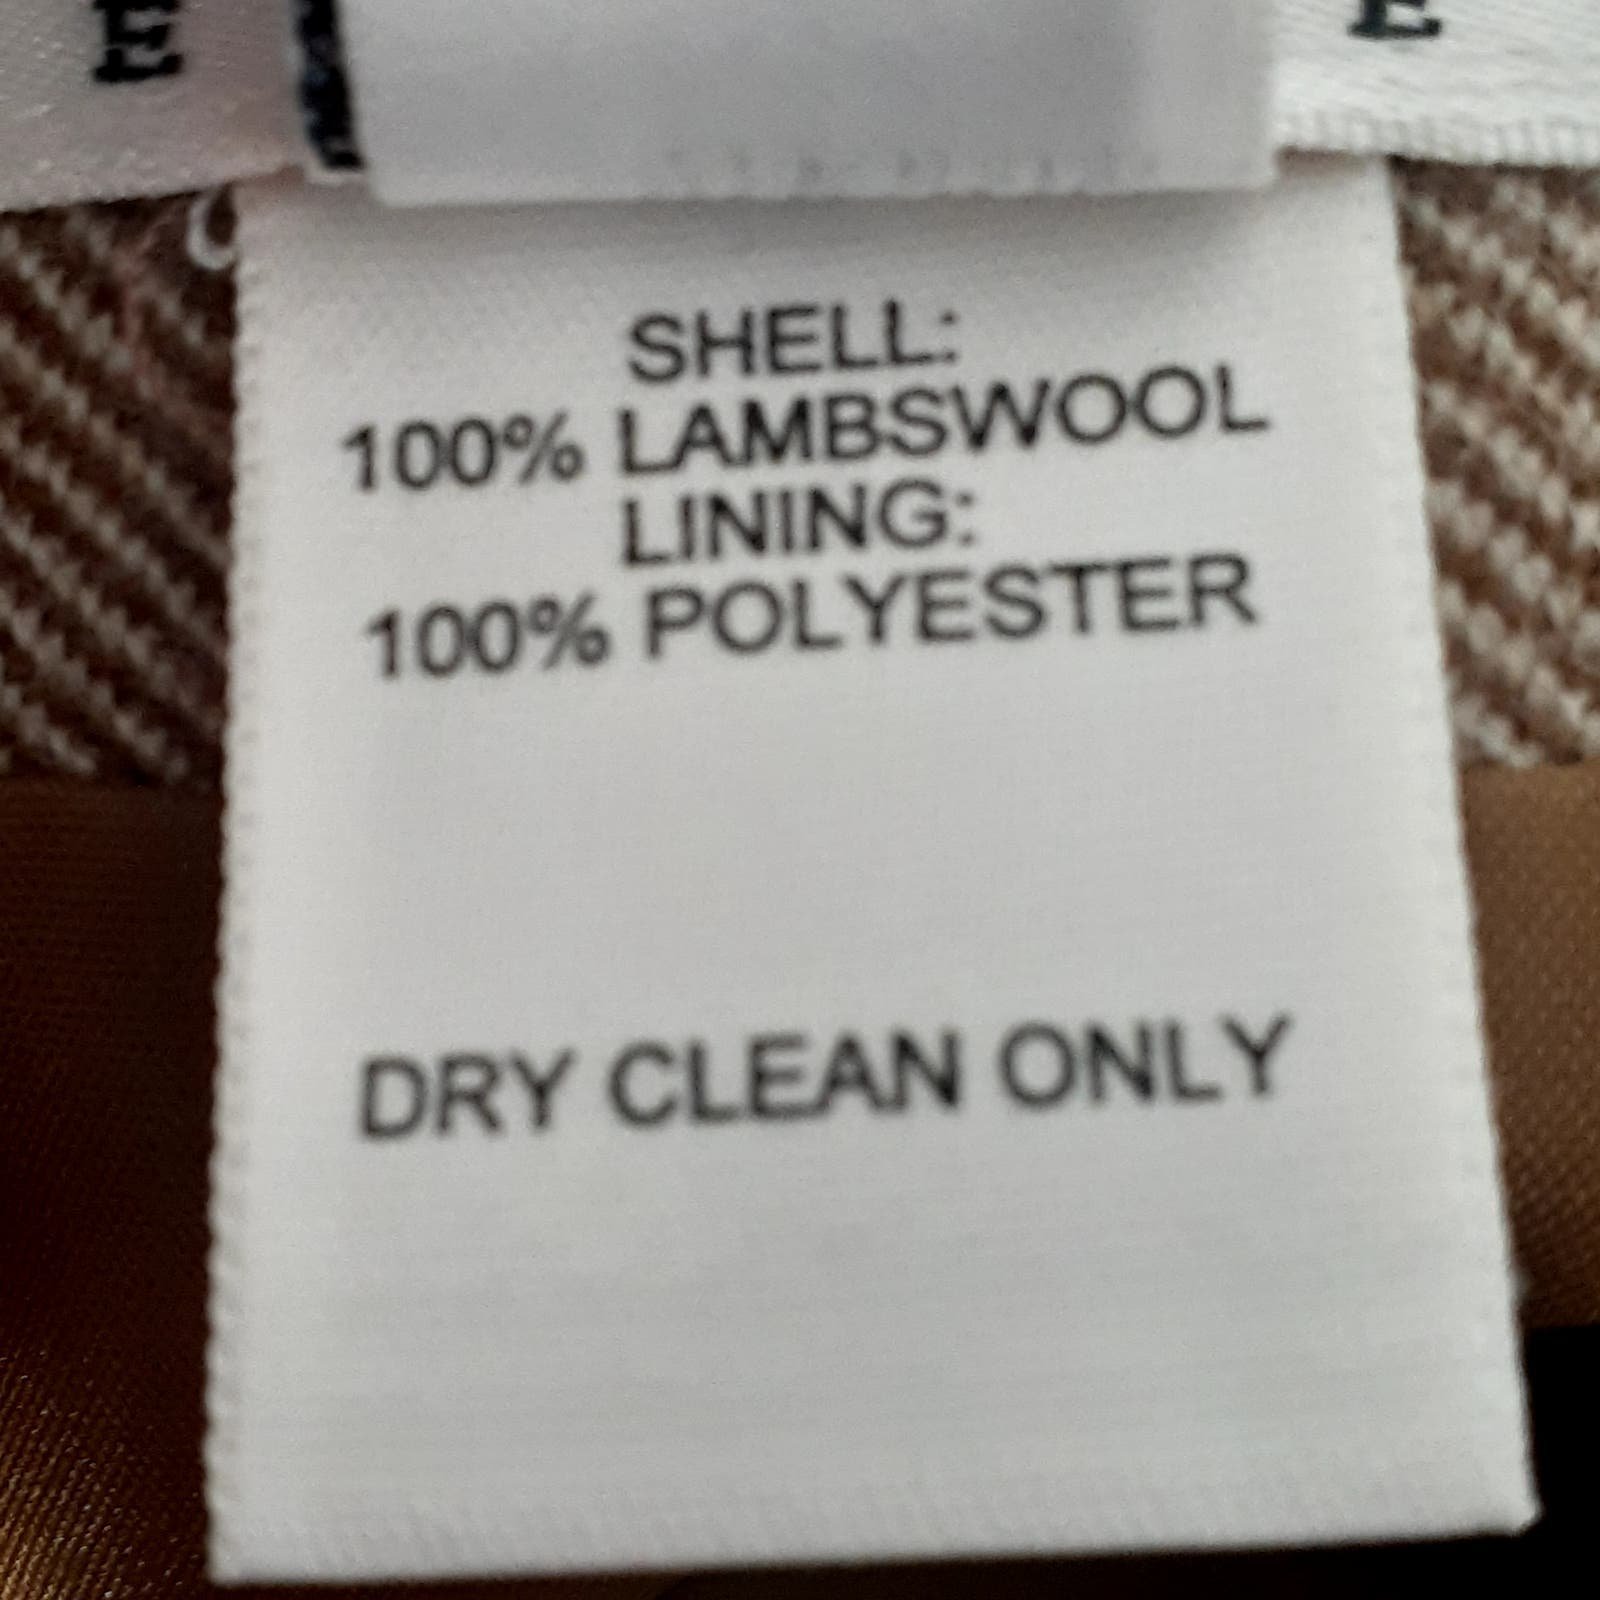 E
E
SHELL:
100% LAMBSWOOL
LINING:
100% POLYESTER
DRY CLEAN ONLY